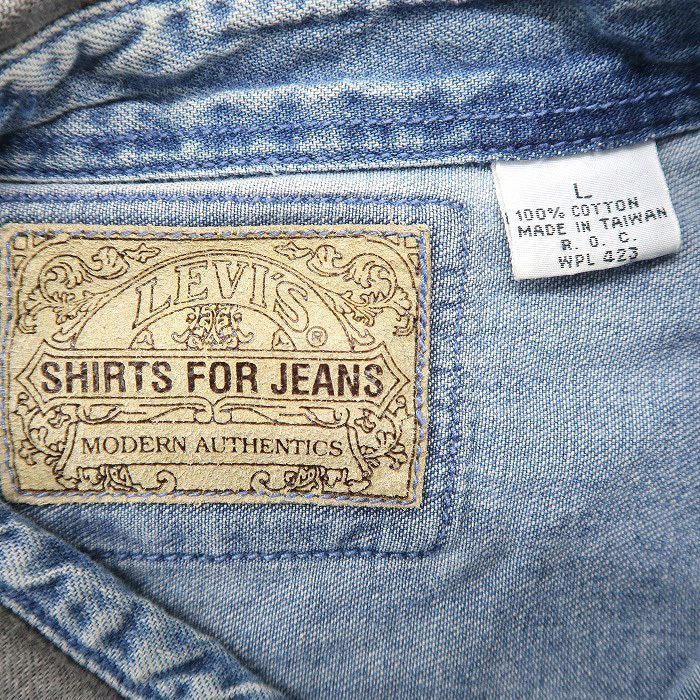 LEVI'S ®
SHIRTS FOR JEANS
MODERN AUTHENTICS
L
100% COTTON
MADE IN TAIWAN
R. O. C.
WPL 423